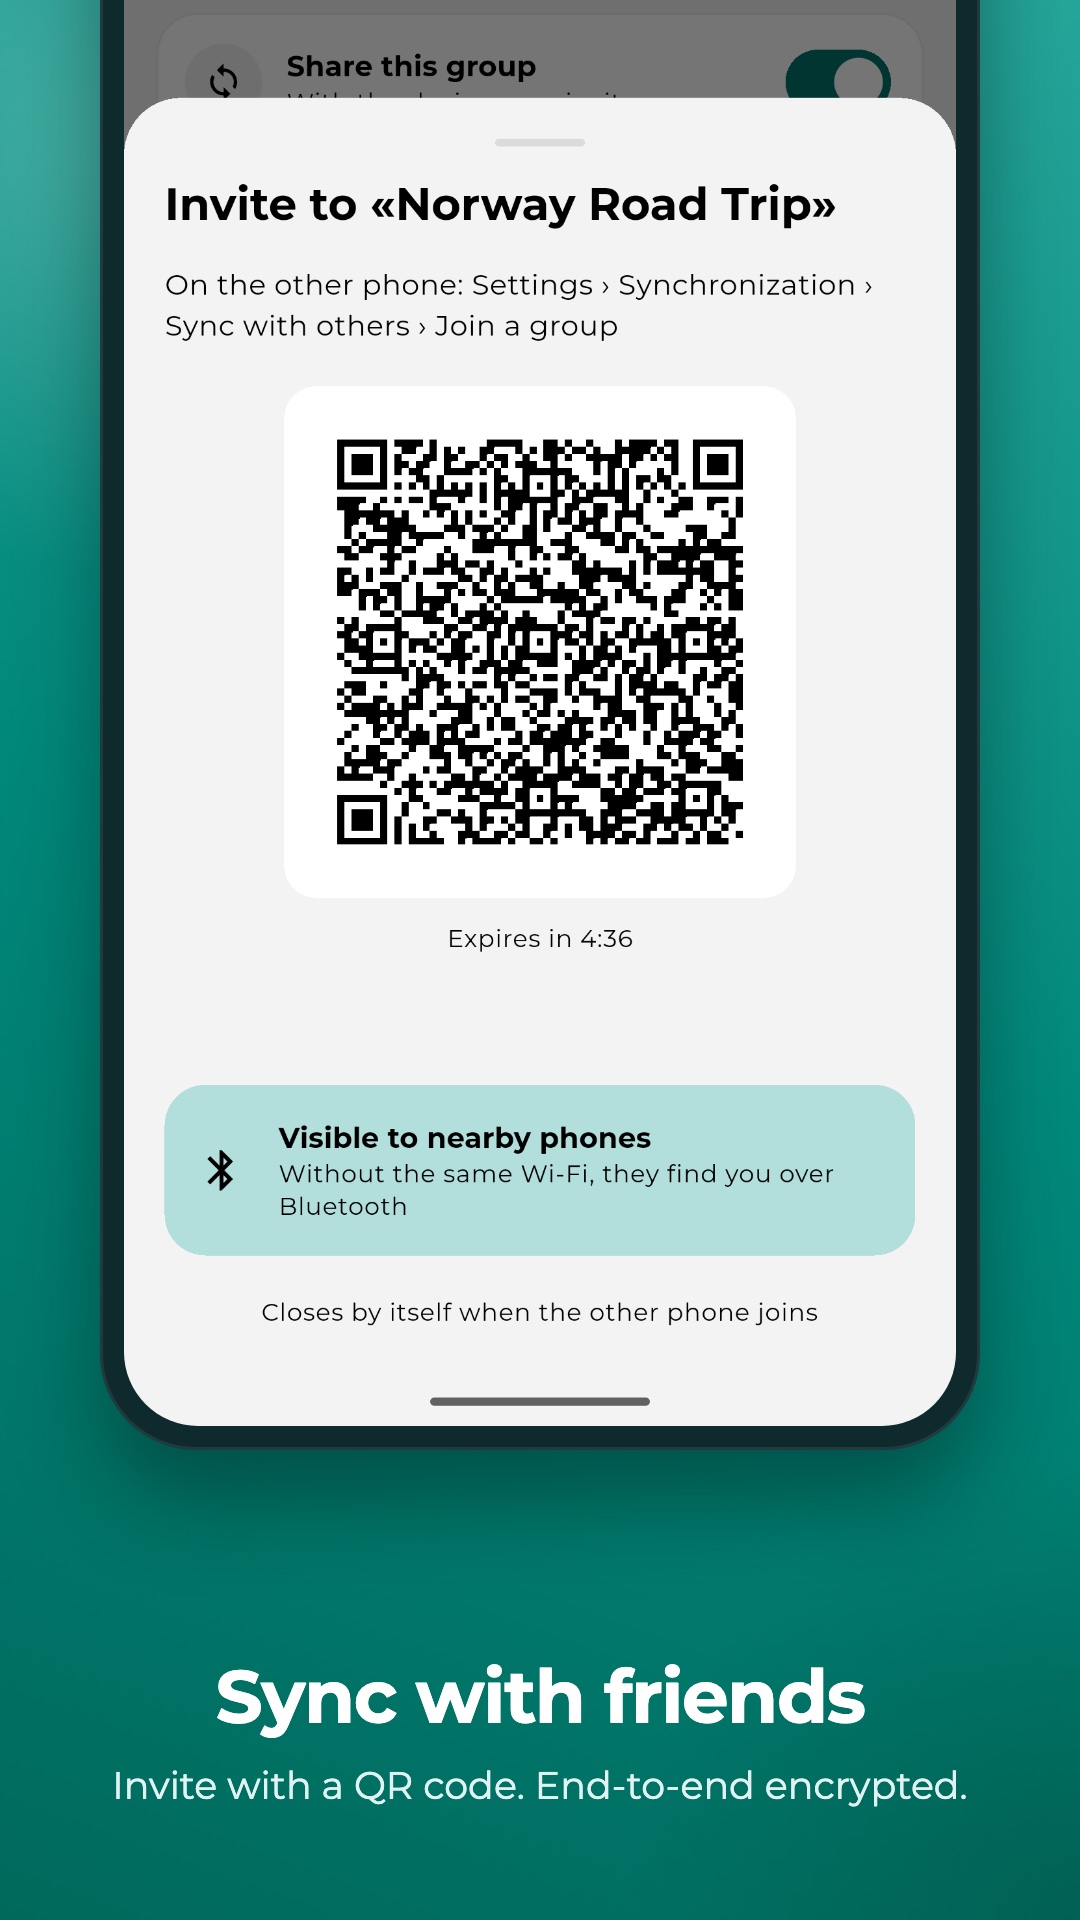 Share this group
Invite to «Norway Road Trip»
On the other phone: Settings › Synchronization ›
Sync with others › Join a group
Expires in 4:36
Visible to nearby phones
Without the same Wi-Fi, they find you over
Bluetooth
Closes by itself when the other phone joins
Sync with friends
Invite with a QR code. End-to-end encrypted.